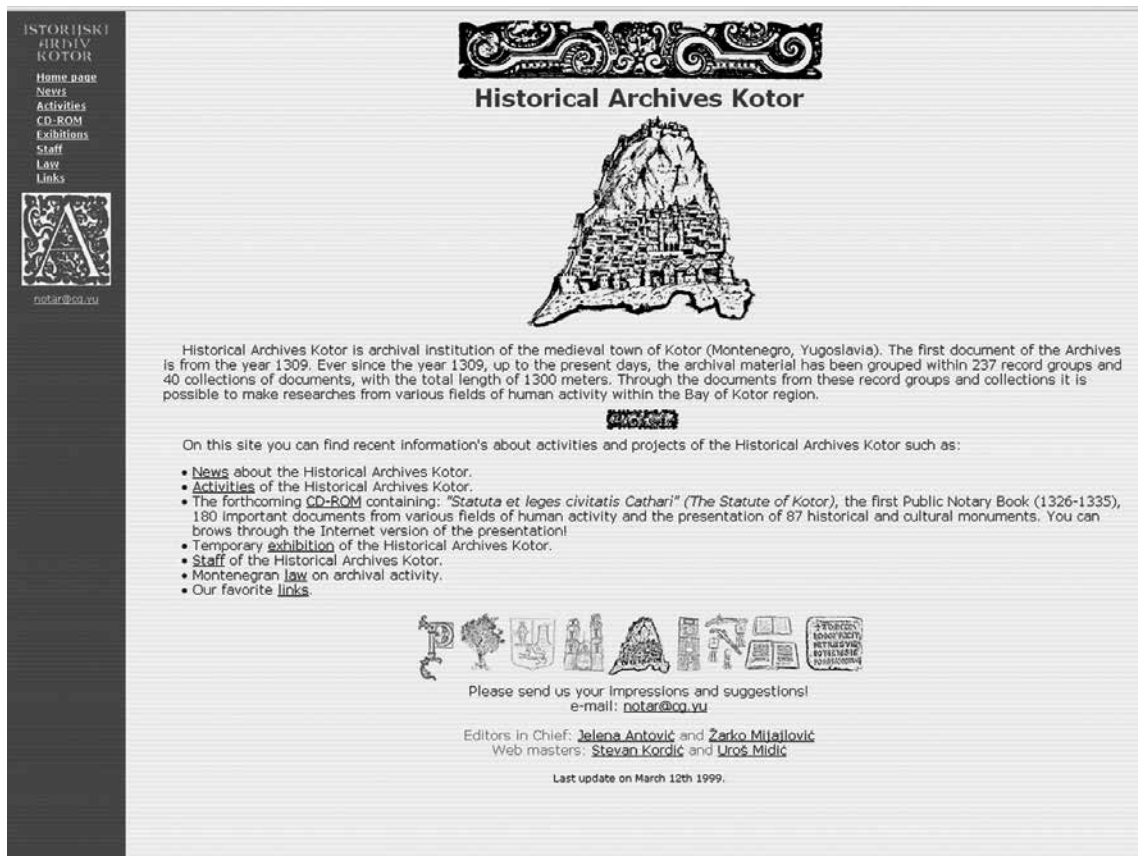 ISTORIJSKI
ARHIV
KOTOR
Home page
News
Activities
CD-ROM
Exibitions
Staff
Law
Links
A
notar@cg.yu
Historical Archives Kotor
Historical Archives Kotor is archival institution of the medieval town of Kotor (Montenegro, Yugoslavia). The first document of the Archives
is from the year 1309. Ever since the year 1309, up to the present days, the archival material has been grouped within 237 record groups and
40 collections of documents, with the total length of 1300 meters. Through the documents from these record groups and collections it is
possible to make researches from various fields of human activity within the Bay of Kotor region.
On this site you can find recent information's about activities and projects of the Historical Archives Kotor such as:
• News about the Historical Archives Kotor.
• Activities of the Historical Archives Kotor.
• The forthcoming CD-ROM containing: "Statuta et leges civitatis Cathari" (The Statute of Kotor), the first Public Notary Book (1326-1335),
180 important documents from various fields of human activity and the presentation of 87 historical and cultural monuments. You can
brows through the Internet version of the presentation!
• Temporary exhibition of the Historical Archives Kotor.
• Staff of the Historical Archives Kotor.
• Montenegran law on archival activity.
• Our favorite links.
Please send us your impressions and suggestions!
e-mail: notar@cg.yu
Editors in Chief: Jelena Antović and Žarko Mijajlović
Web masters: Stevan Kordić and Uroš Midić
Last update on March 12th 1999.